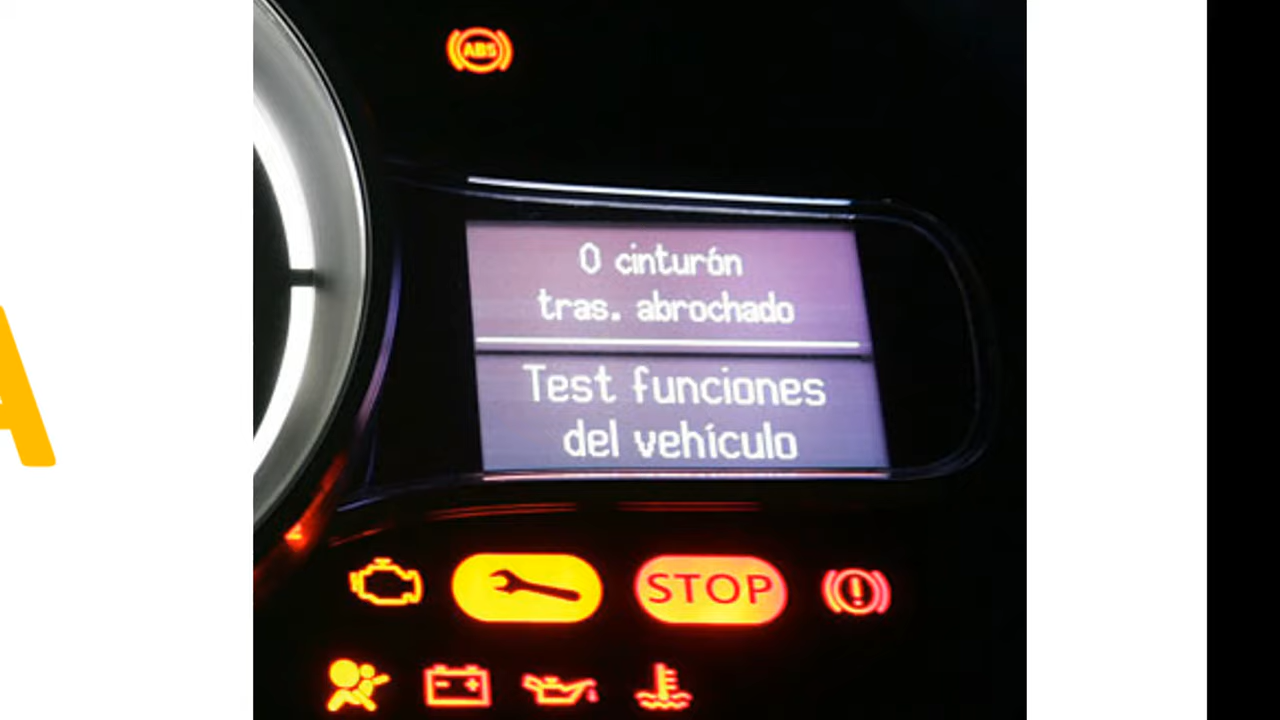 ABS
0 cinturón
tras. abrochado
Test funciones
del vehículo
STOP
A